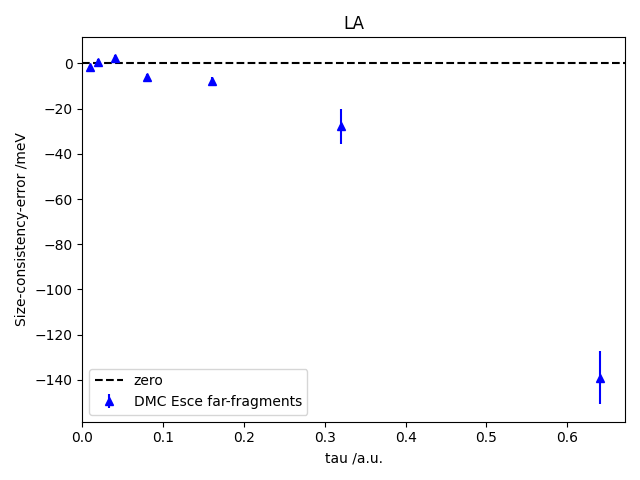 LA
0
−20
−40
−60
−80
−100
−120
−140
Size-consistency-error /meV
zero
DMC Esce far-fragments
0.0 0.1 0.2 0.3 0.4 0.5 0.6
tau /a.u.